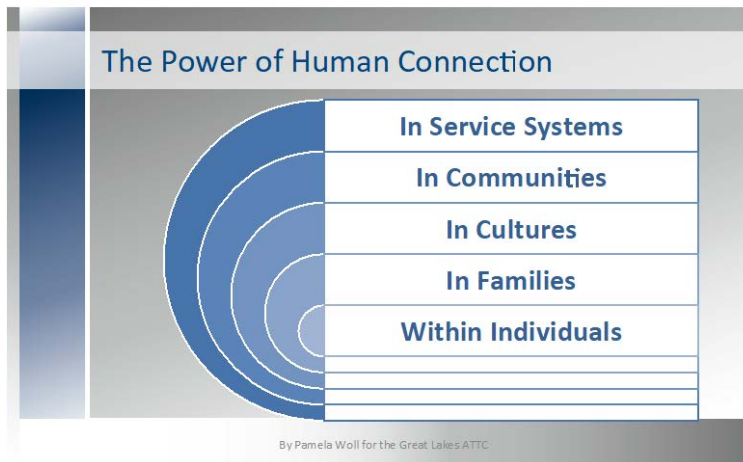 The Power of Human Connection
In Service Systems
In Communities
In Cultures
In Families
Within Individuals
By Pamela Woll for the Great Lakes ATTC